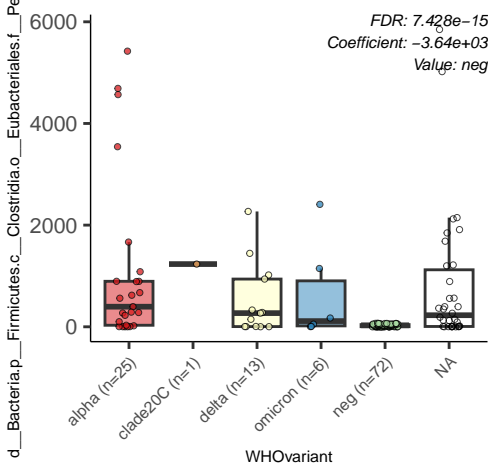 d__Bacteria.p__Firmicutes.c__Clostridia.o__Eubacteriales.f__Pe
6000
4000
2000
0
FDR: 7.428e−15
Coefficient: −3.64e+03
Value: neg
alpha (n=25)
clade20C (n=1)
delta (n=13)
omicron (n=6)
neg (n=72)
NA
WHOvariant